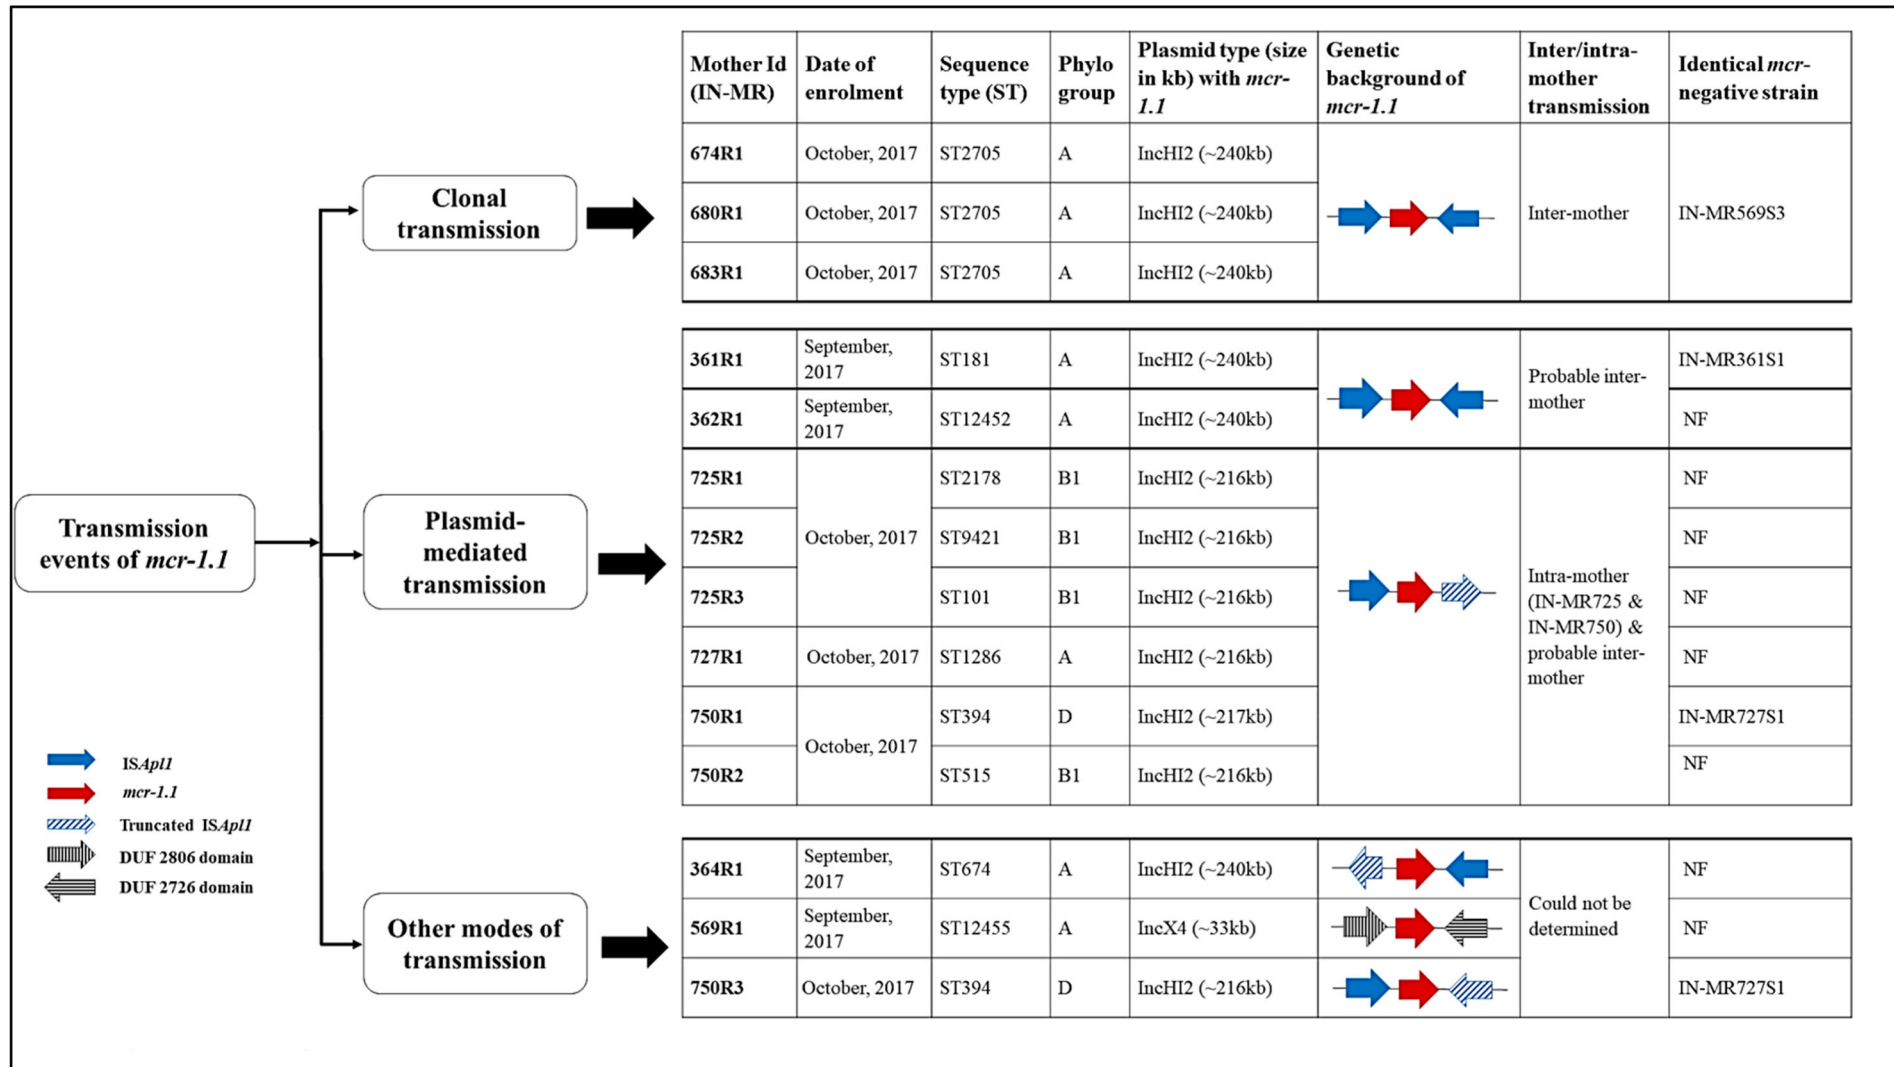 Mother Id
(IN-MR)
Date of
enrolment
Sequence
type (ST)
Phylo
group
Plasmid type (size
in kb) with mcr-
1.1
Genetic
background of
mcr-1.1
Inter/intra-
mother
transmission
Identical mcr-
negative strain
Clonal
transmission
674R1 October, 2017 ST2705 A IncHI2 (~240kb)
680R1 October, 2017 ST2705 A IncHI2 (~240kb) Inter-mother IN-MR569S3
683R1 October, 2017 ST2705 A IncHI2 (~240kb)
Transmission
events of mcr-1.1
Plasmid-
mediated
transmission
361R1 September,
2017
ST181 A IncHI2 (~240kb) IN-MR361S1
Probable inter-
mother
362R1 September,
2017
ST12452 A IncHI2 (~240kb) NF
725R1 ST2178 B1 IncHI2 (~216kb) NF
725R2 October, 2017 ST9421 B1 IncHI2 (~216kb) NF
725R3 ST101 B1 IncHI2 (~216kb) NF
Intra-mother
(IN-MR725 &
IN-MR750) &
probable inter-
mother
727R1 October, 2017 ST1286 A IncHI2 (~216kb) NF
750R1 ST394 D IncHI2 (~217kb) IN-MR727S1
October, 2017
750R2 ST515 B1 IncHI2 (~216kb) NF
Other modes of
transmission
364R1 September,
2017
ST674 A IncHI2 (~240kb) NF
Could not be
determined
569R1 September,
2017
ST12455 A IncX4 (~33kb) NF
750R3 October, 2017 ST394 D IncHI2 (~216kb) IN-MR727S1
ISApl1
mcr-1.1
Truncated ISApl1
DUF 2806 domain
DUF 2726 domain